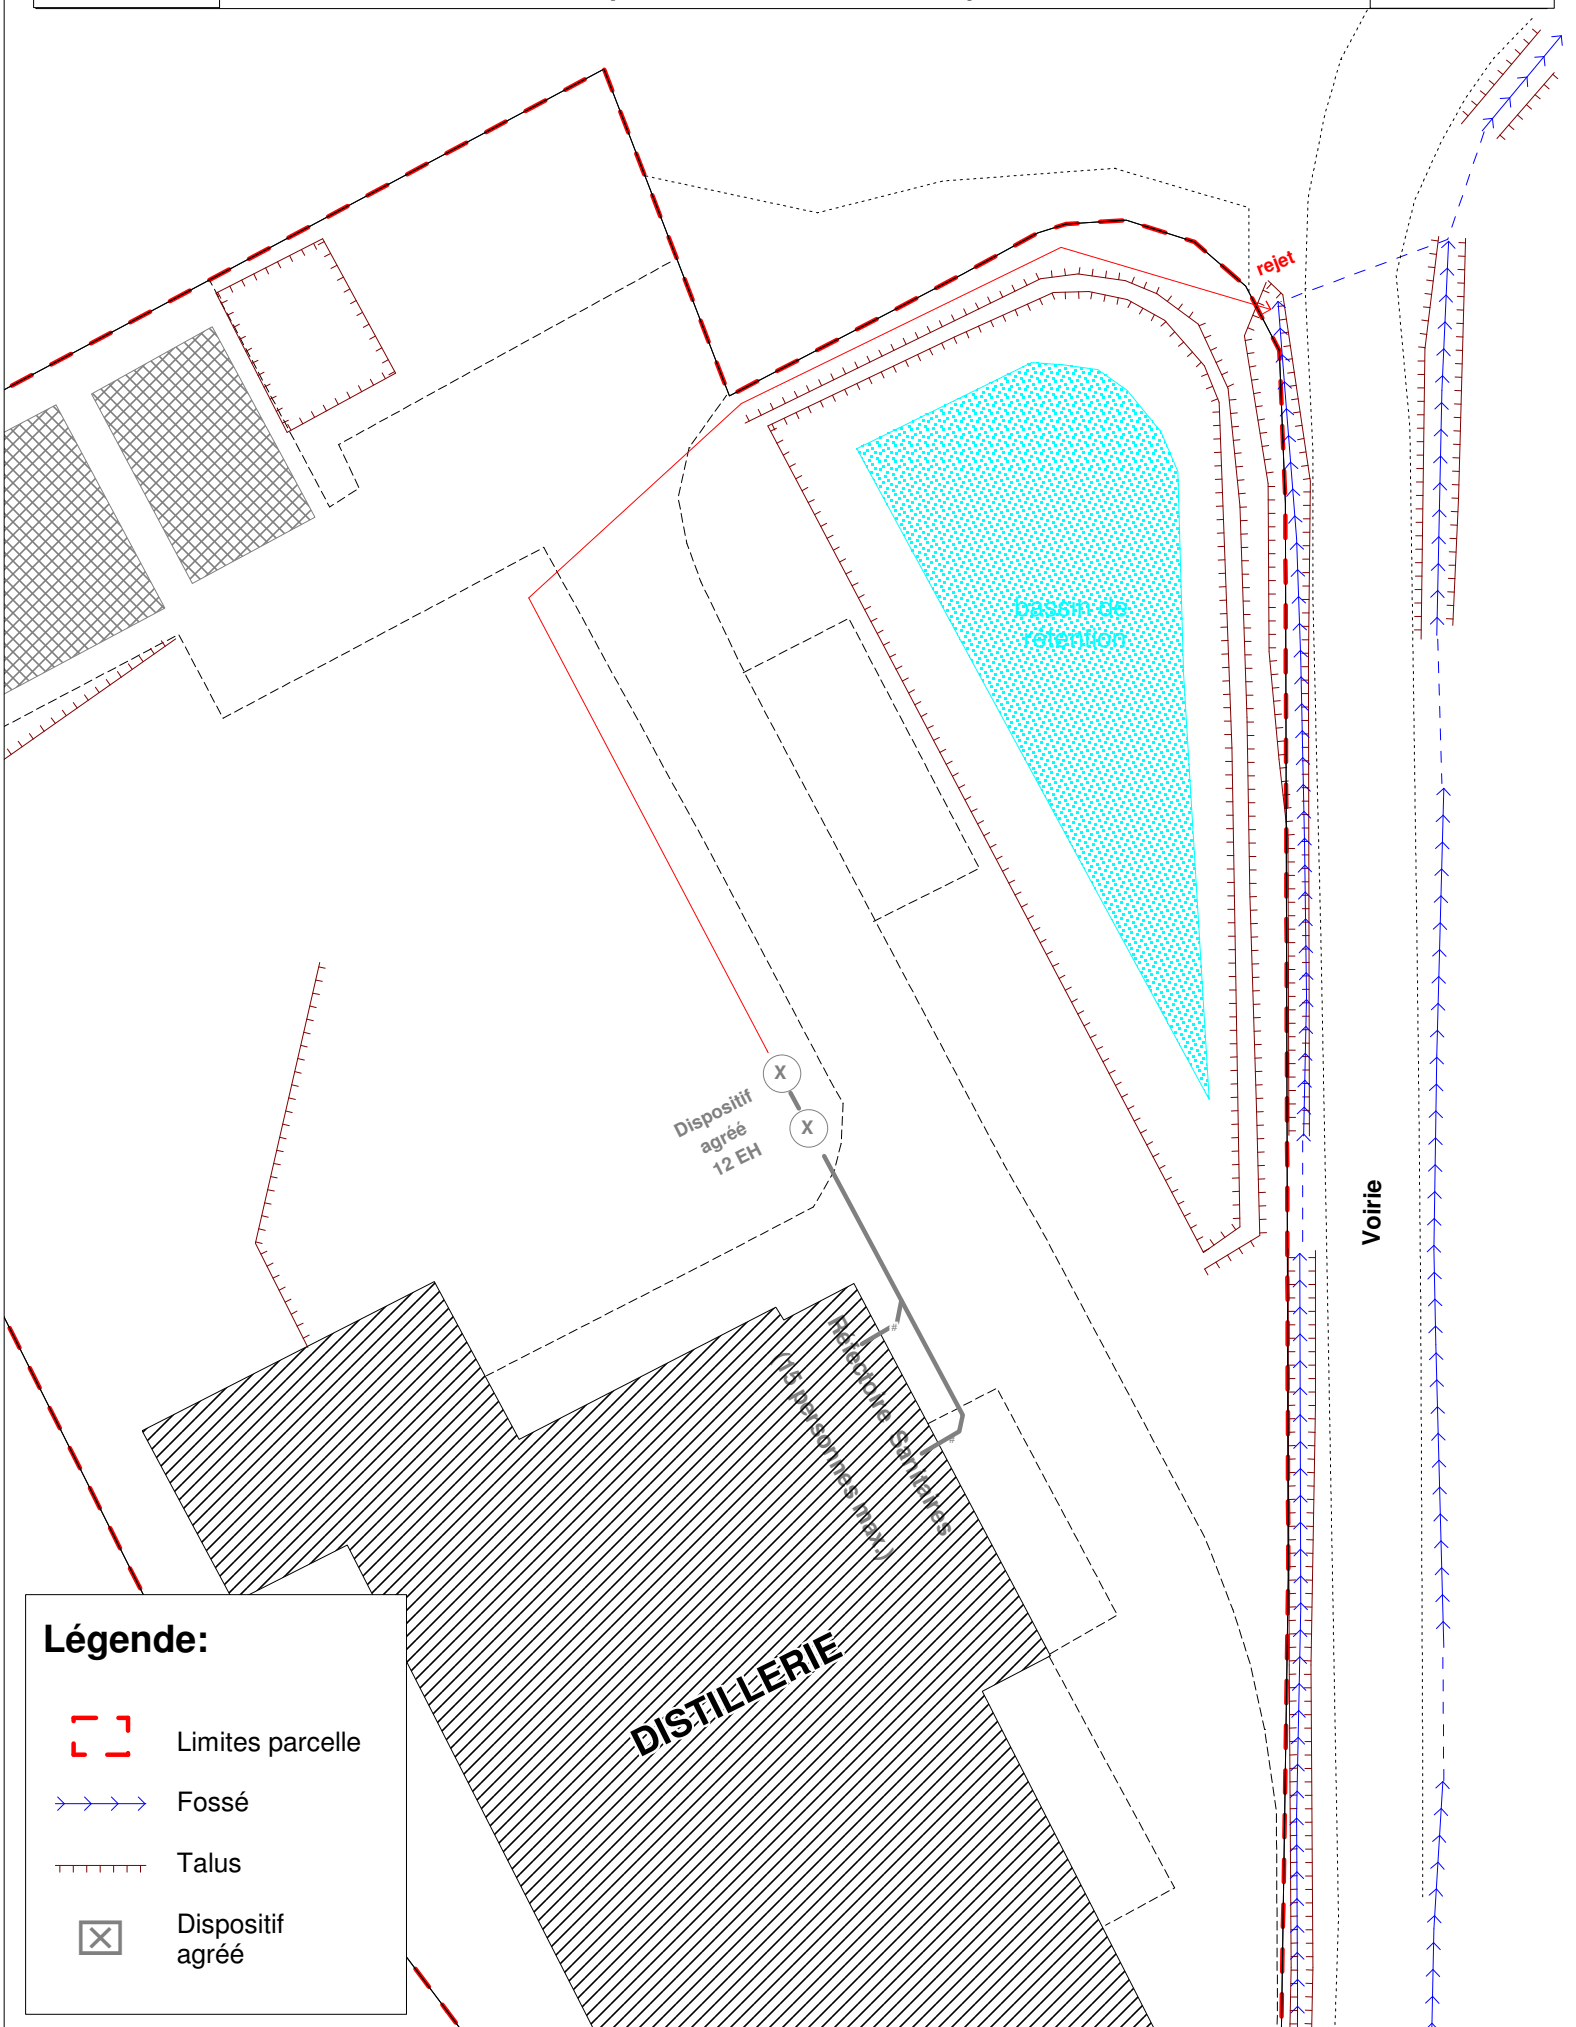 rejet
bassin de
rétention
X
X
Dispositif
agréé
12 EH
Voirie
Réfectoire Sanitaires
(15 personnes max.)
DISTILLERIE
Légende:
Limites parcelle
Fossé
Talus
Dispositif
agréé